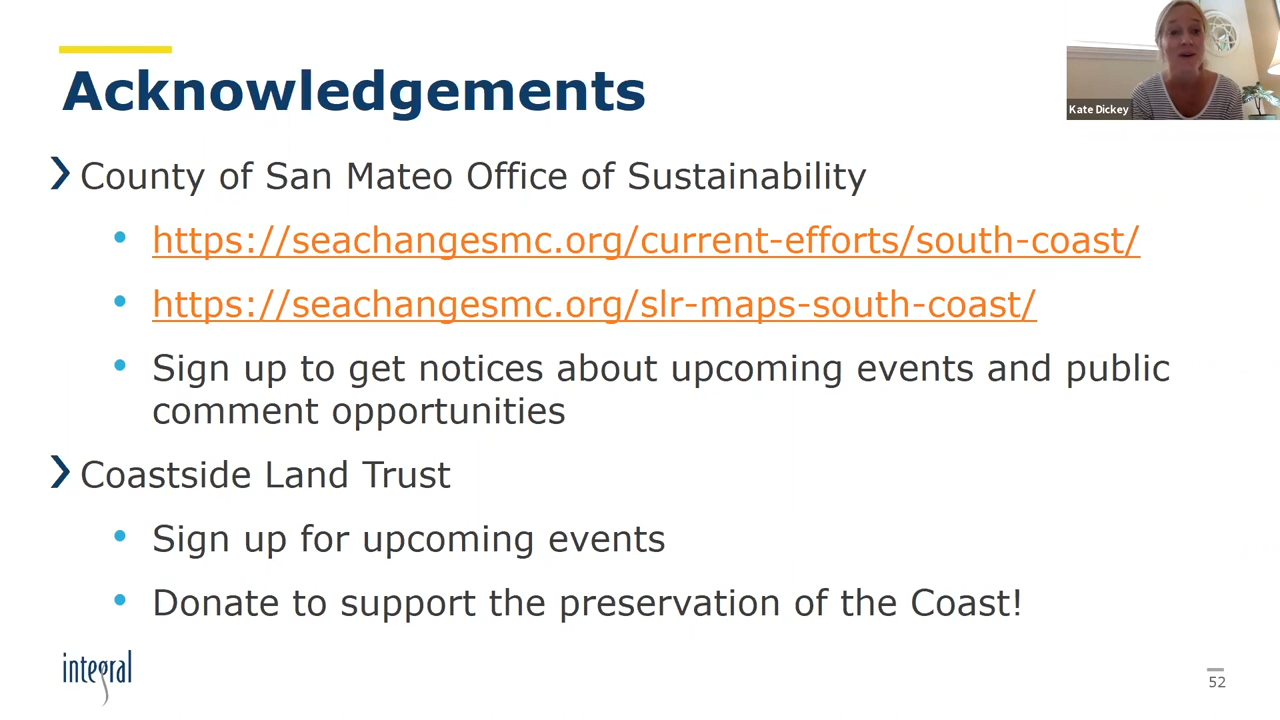 Acknowledgements
Kate Dickey
County of San Mateo Office of Sustainability
https://seachangesmc.org/current-efforts/south-coast/
https://seachangesmc.org/slr-maps-south-coast/
Sign up to get notices about upcoming events and public
comment opportunities
Coastside Land Trust
Sign up for upcoming events
Donate to support the preservation of the Coast!
integral
52